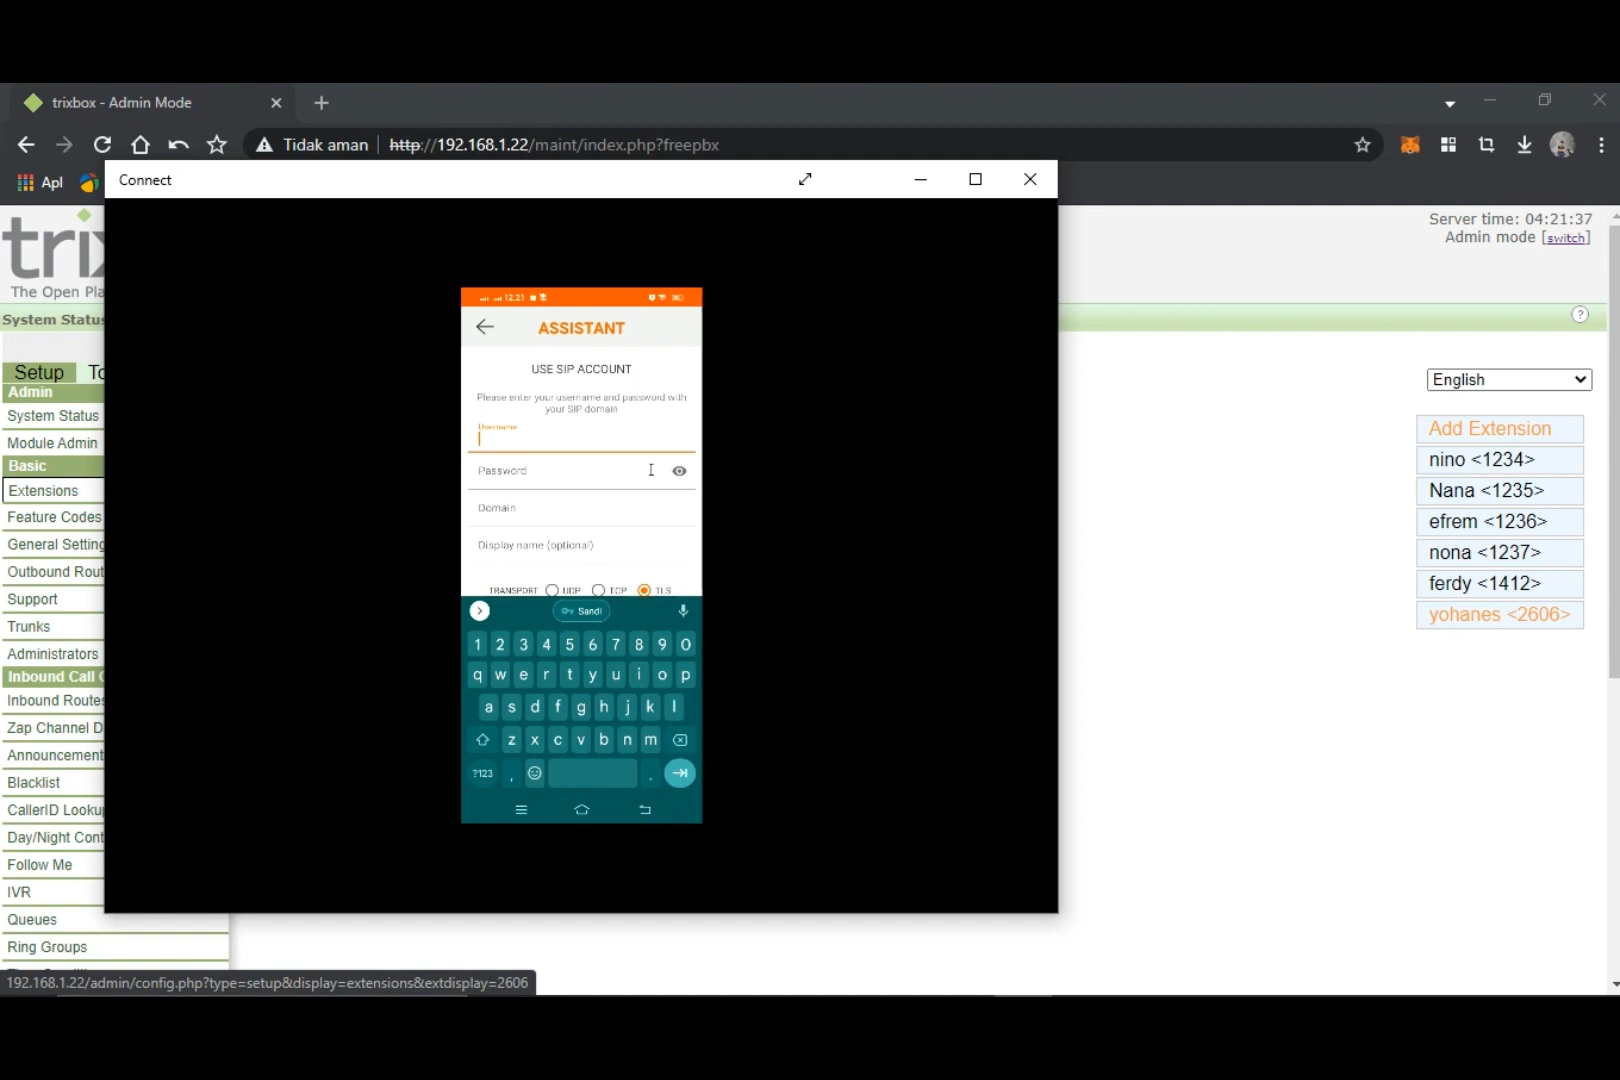 trixbox - Admin Mode
Tidak aman
http://192.168.1.22/maint/index.php?freepbx
Apl
Connect
trix
The Open Pla
Server time: 04:21:37
Admin mode [switch]
System Status
Setup To
Admin
System Status
Module Admin
Basic
Extensions
Feature Codes
General Setting
Outbound Rout
Support
Trunks
Administrators
Inbound Call C
Inbound Routes
Zap Channel D
Announcement
Blacklist
CallerID Looku
Day/Night Cont
Follow Me
IVR
Queues
Ring Groups
12.21
ASSISTANT
USE SIP ACCOUNT
Please enter your username and password with
your SIP domain
Username
Password
Domain
Display name (optional)
TRANSPORT UDP TCP TLS
Sandi
1 2 3 4 5 6 7 8 9 0
q w e r t y u i o p
a s d f g h j k l
z x c v b n m
?123 , .
English
Add Extension
nino <1234>
Nana <1235>
efrem <1236>
nona <1237>
ferdy <1412>
yohanes <2606>
192.168.1.22/admin/config.php?type=setup&display=extensions&extdisplay=2606